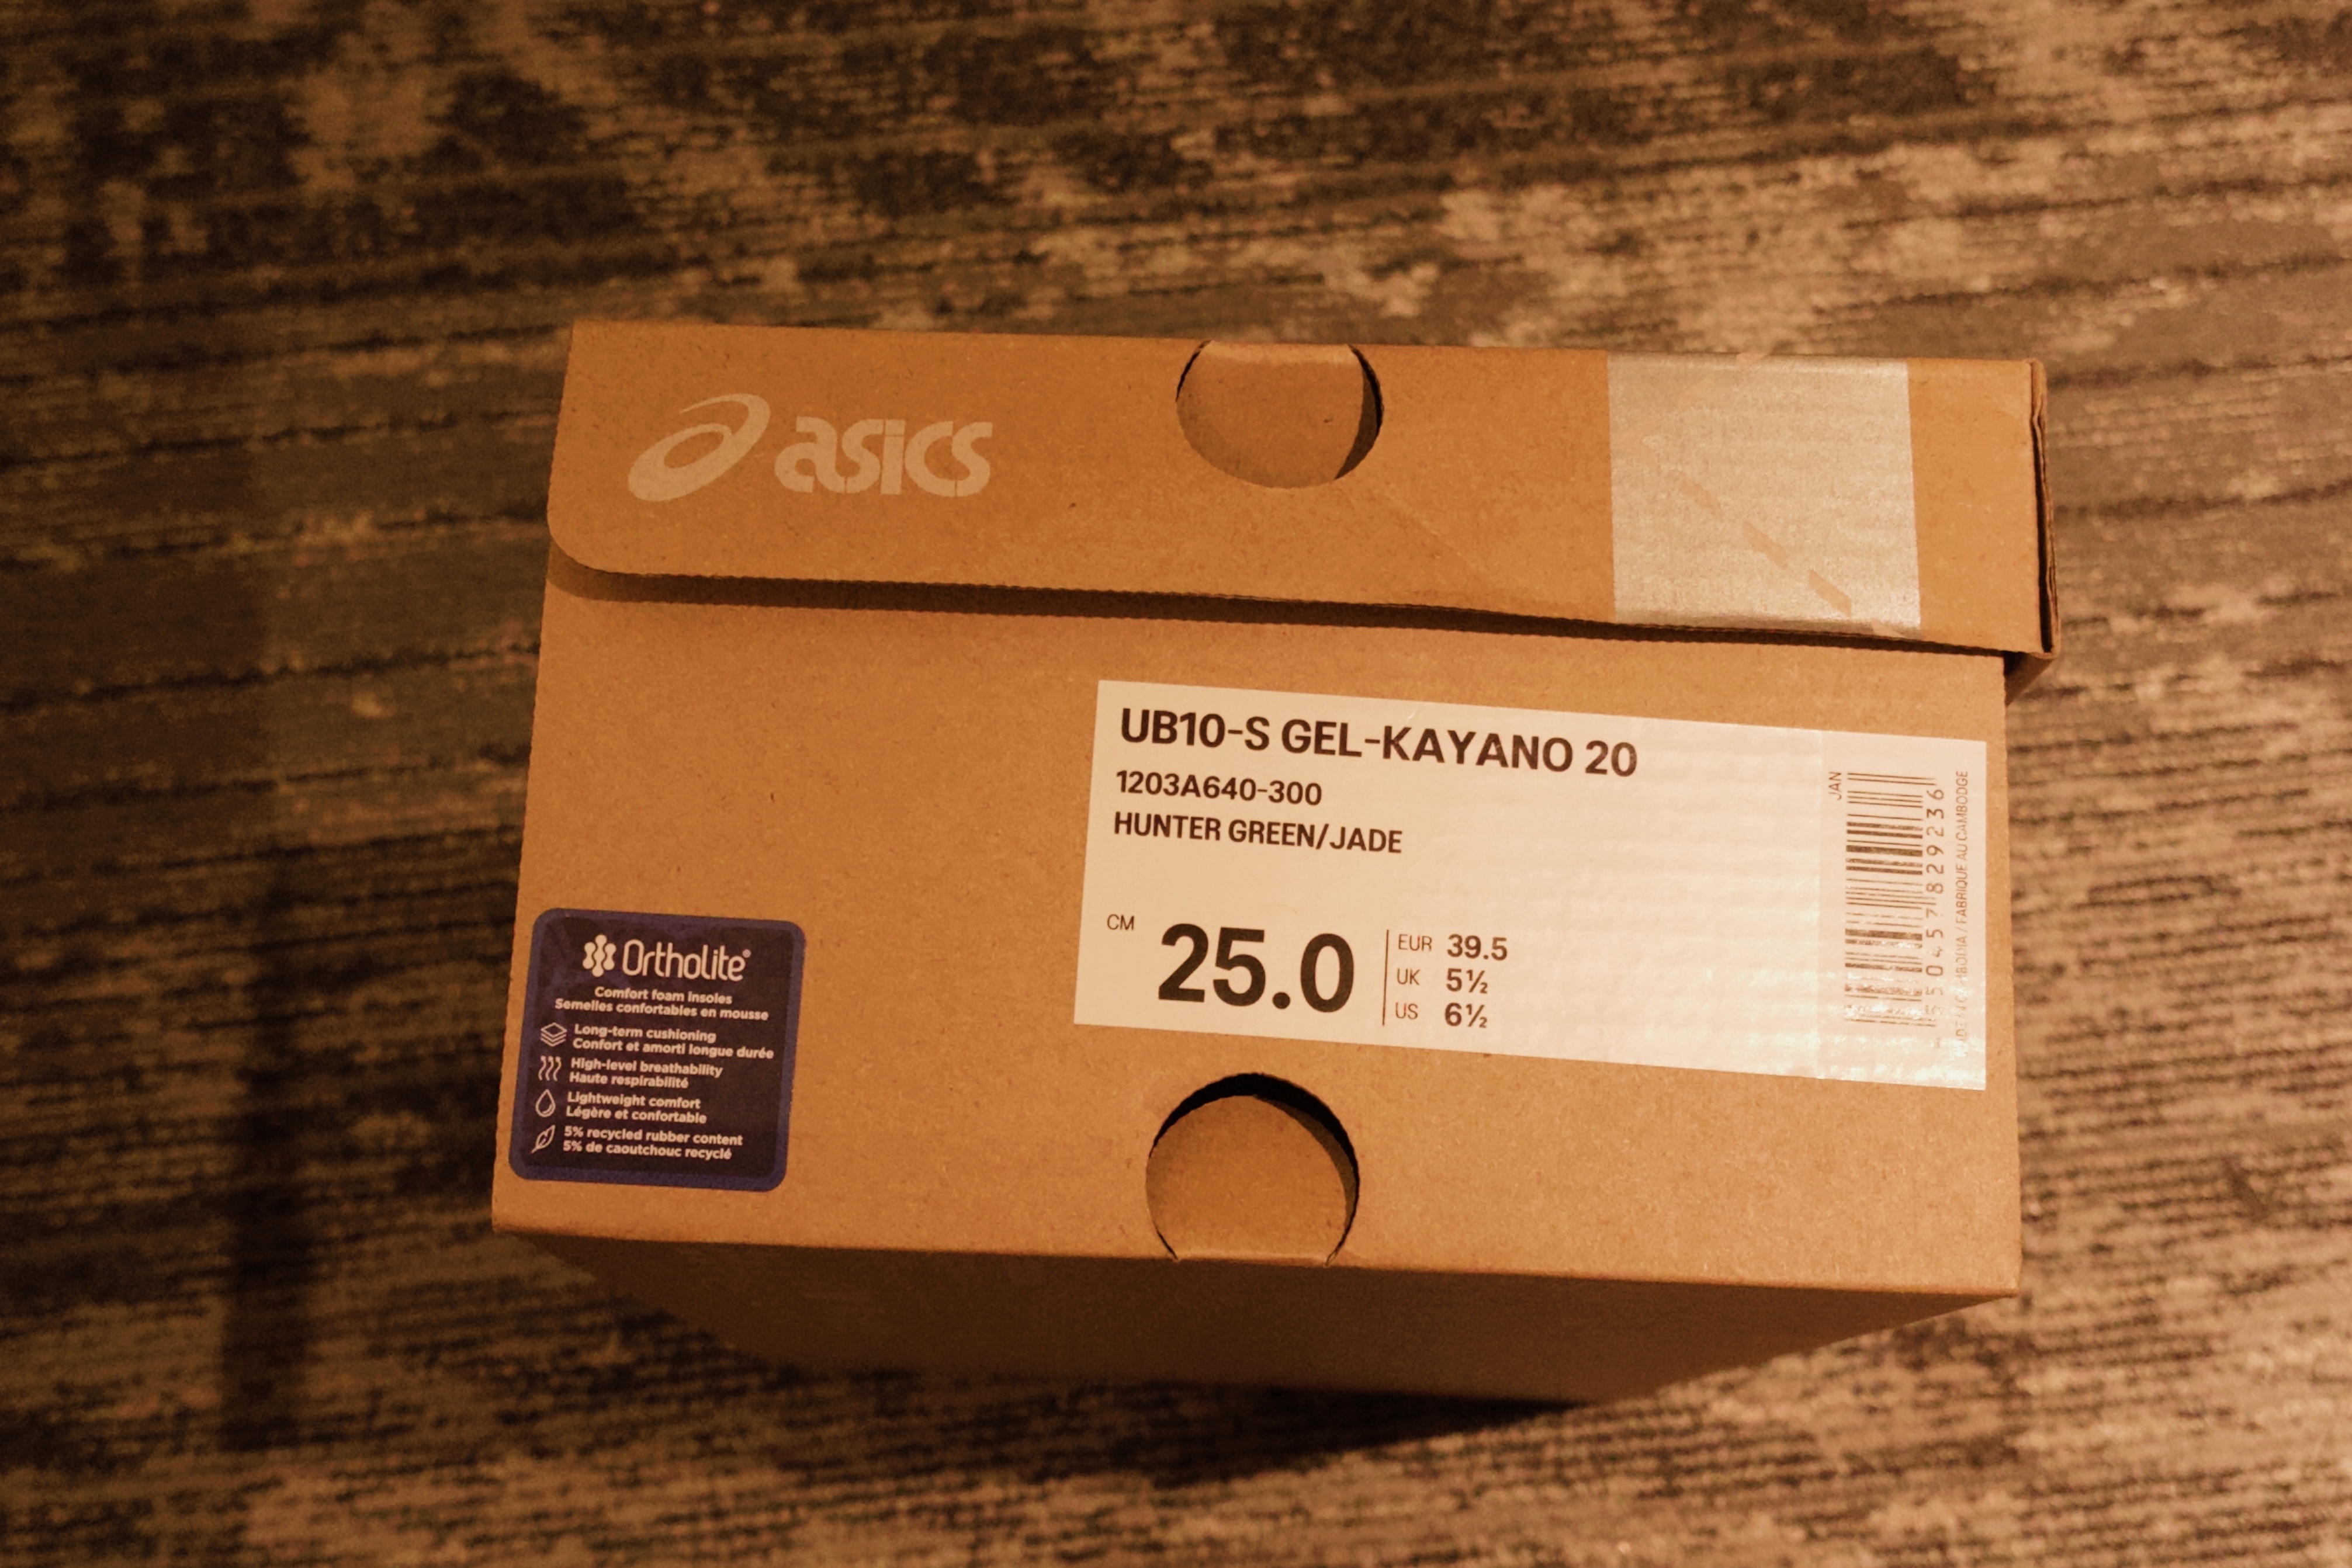 asics
UB10-S GEL-KAYANO 20
1203A640-300
HUNTER GREEN/JADE
CM 25.0
EUR 39.5
UK 5½
US 6½
JAN
550457829236
/ FABRIQUE AU CAMBODGE
Ortholite®
Comfort foam insoles
Semelles confortables en mousse
Long-term cushioning
Confort et amorti longue durée
High-level breathability
Haute respirabilité
Lightweight comfort
Légère et confortable
5% recycled rubber content
5% de caoutchouc recyclé